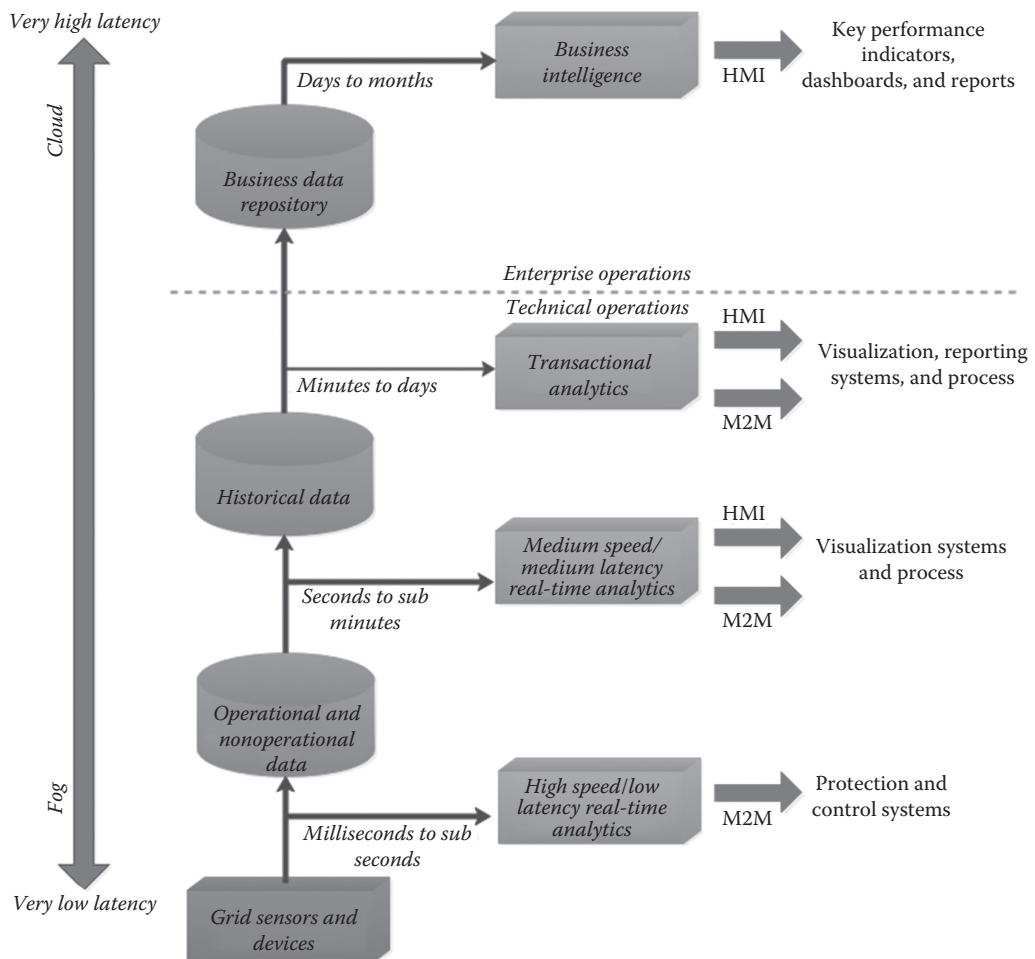 Very high latency
Cloud
Days to months
Business
intelligence
HMI
Key performance
indicators,
dashboards, and reports
Business data
repository
Enterprise operations
Technical operations
Minutes to days
Transactional
analytics
HMI
M2M
Visualization, reporting
systems, and process
Historical data
Seconds to sub
minutes
Medium speed/
medium latency
real-time analytics
HMI
M2M
Visualization systems
and process
Operational and
nonoperational
data
Fog
Milliseconds to sub
seconds
High speed/low
latency real-time
analytics
M2M
Protection and
control systems
Very low latency
Grid sensors and
devices